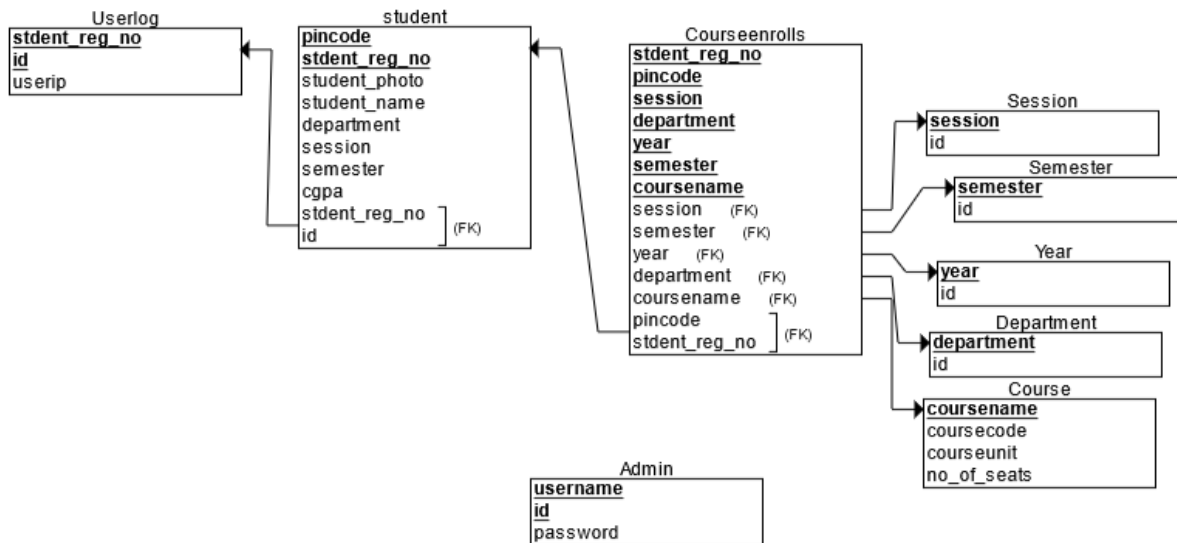 Userlog
stdent_reg_no
id
userip
student
pincode
stdent_reg_no
student_photo
student_name
department
session
semester
cgpa
stdent_reg_no
id
(FK)
Courseenrolls
stdent_reg_no
pincode
session
department
year
semester
coursename
session (FK)
semester (FK)
year (FK)
department (FK)
coursename (FK)
pincode
stdent_reg_no
(FK)
Session
session
id
Semester
semester
id
Year
year
id
Department
department
id
Course
coursename
coursecode
courseunit
no_of_seats
Admin
username
id
password